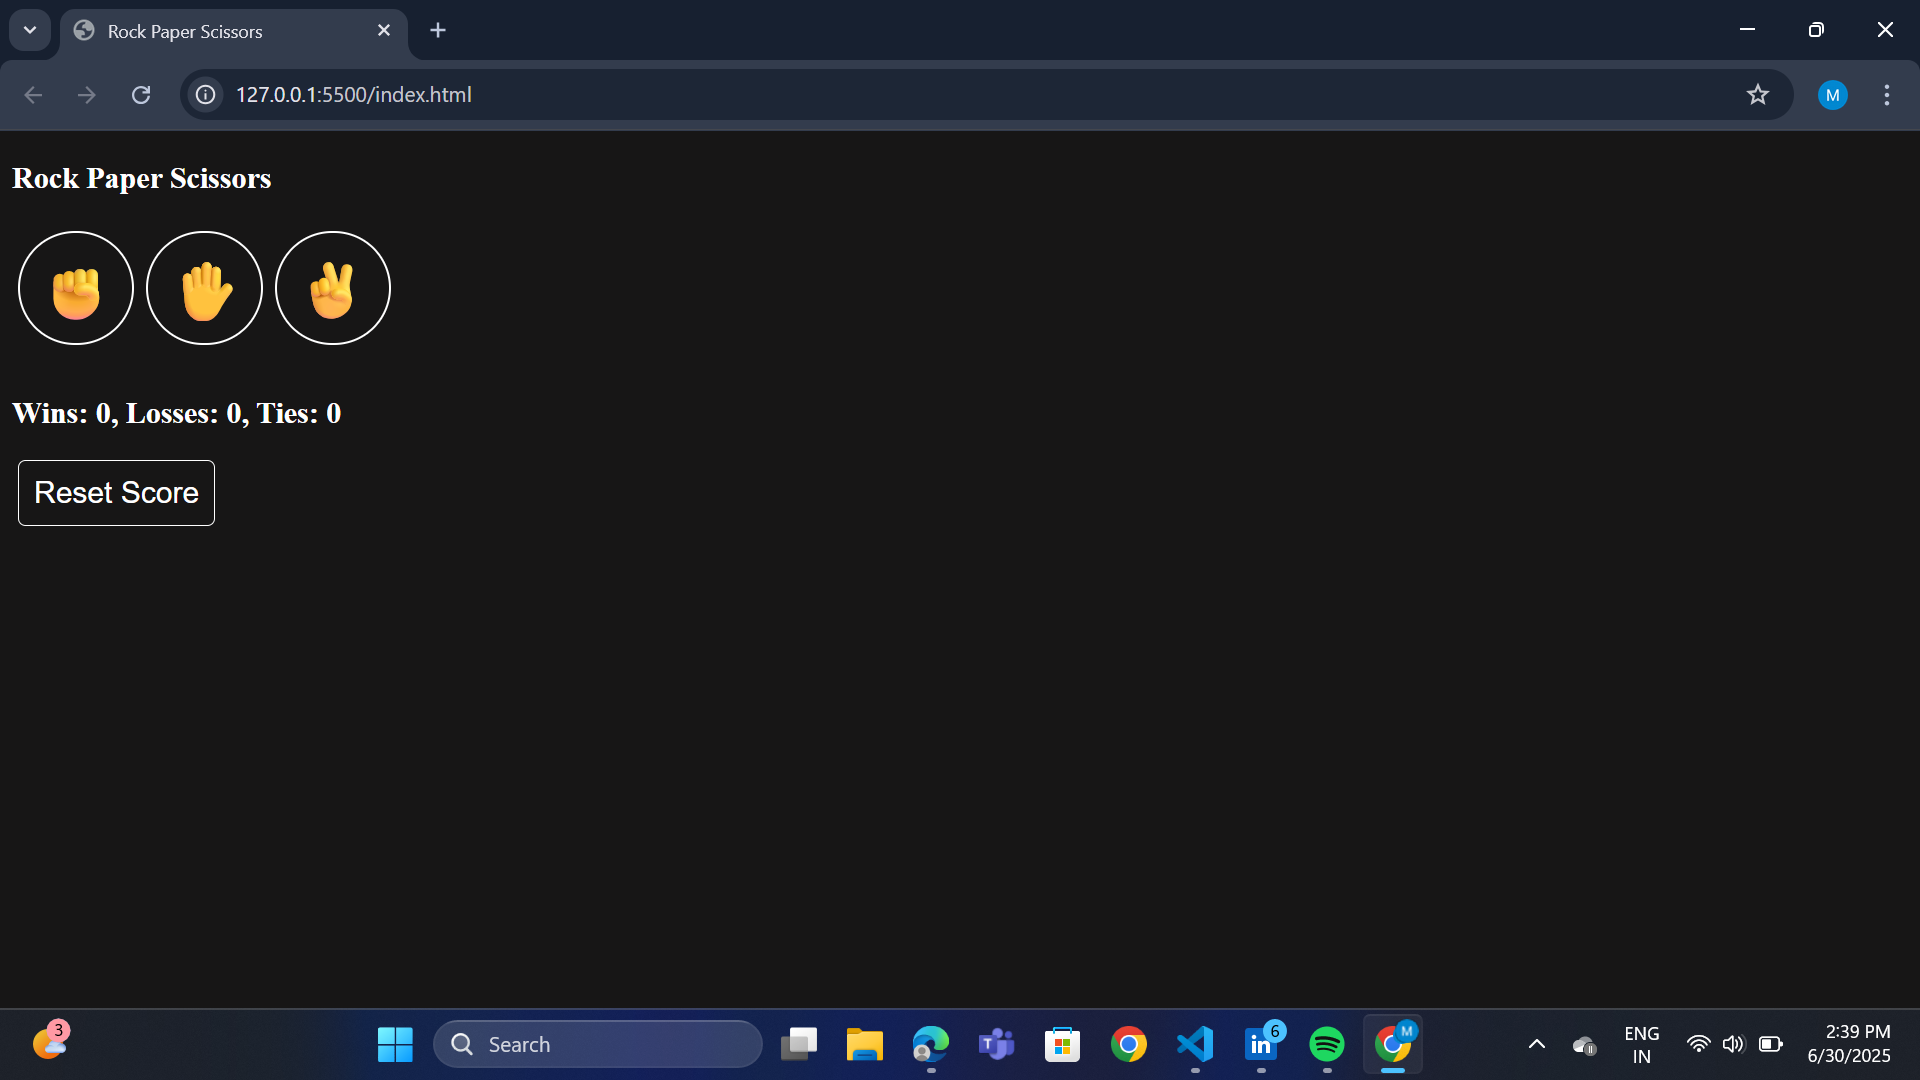 Rock Paper Scissors
127.0.0.1:5500/index.html
M
Rock Paper Scissors
Wins: 0, Losses: 0, Ties: 0
Reset Score
3
Search
T
in
6
M
ENG
IN
2:39 PM
6/30/2025